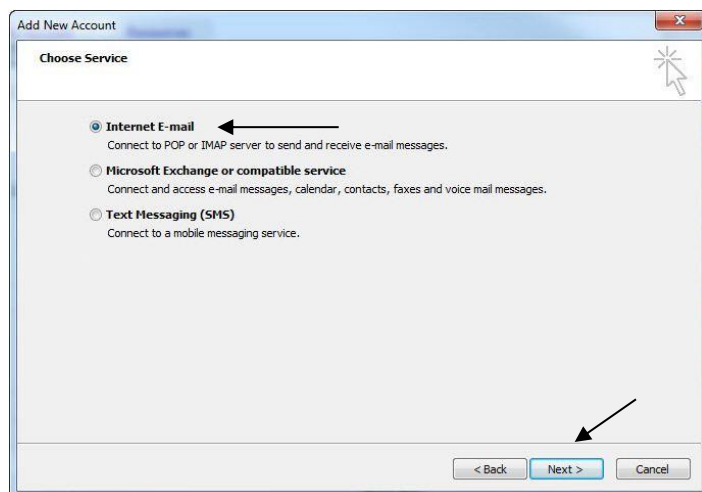 Add New Account
Choose Service
Internet E-mail
Connect to POP or IMAP server to send and receive e-mail messages.
Microsoft Exchange or compatible service
Connect and access e-mail messages, calendar, contacts, faxes and voice mail messages.
Text Messaging (SMS)
Connect to a mobile messaging service.
< Back Next > Cancel